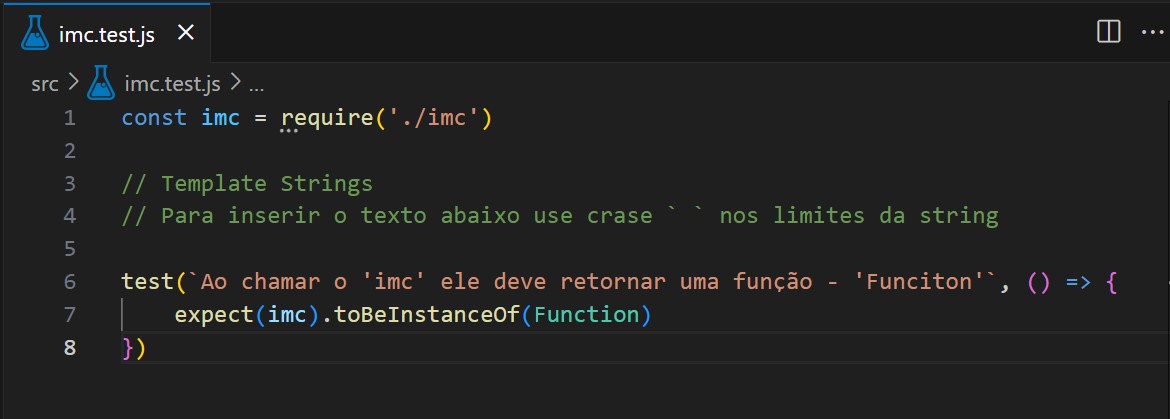 imc.test.js ×
src > imc.test.js > ...
1 const imc = require('./imc')
2
3 // Template Strings
4 // Para inserir o texto abaixo use crase ` ` nos limites da string
5
6 test(`Ao chamar o 'imc' ele deve retornar uma função - 'Funciton'`, () => {
7     expect(imc).toBeInstanceOf(Function)
8 })